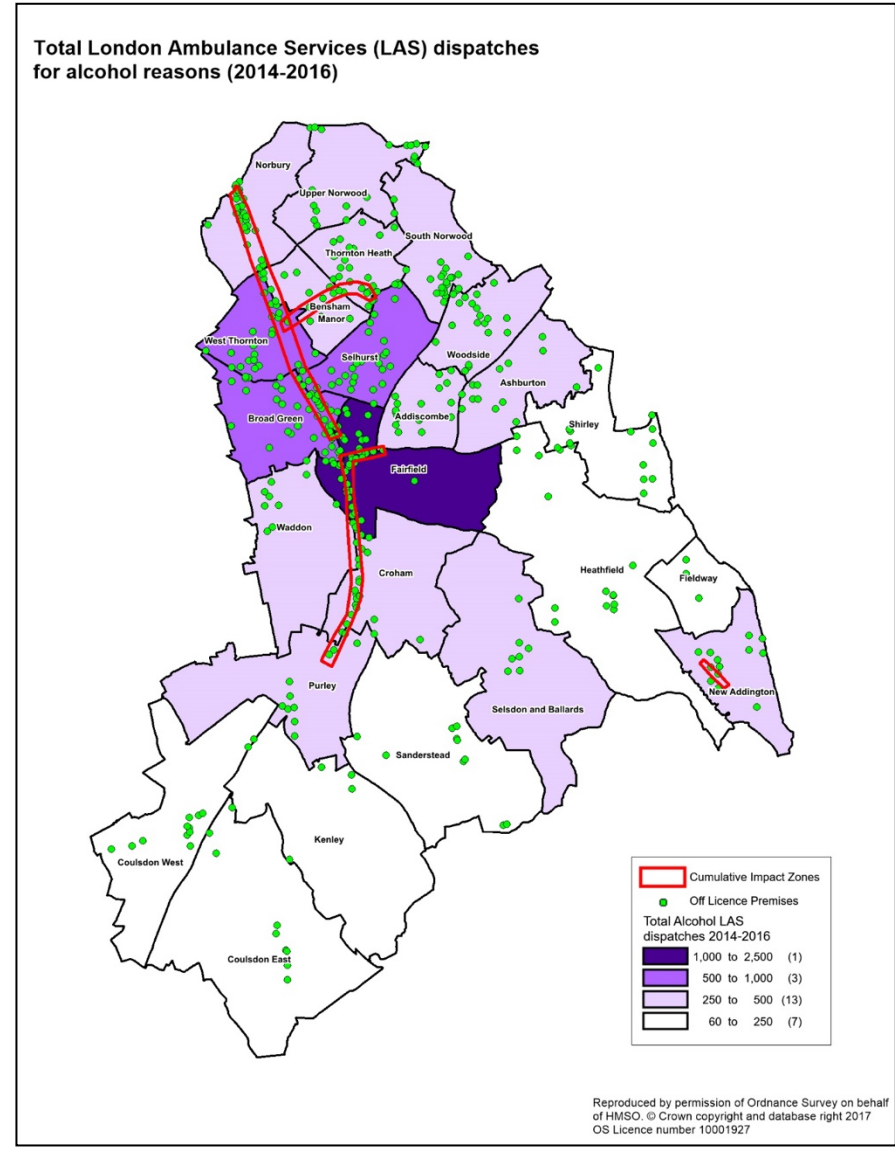 Total London Ambulance Services (LAS) dispatches
for alcohol reasons (2014-2016)
Norbury
Upper Norwood
South Norwood
Thornton Heath
Bensham
Manor
West Thornton
Selhurst
Woodside
Ashburton
Broad Green
Addiscombe
Shirley
Fairfield
Waddon
Croham
Heathfield
Fieldway
Purley
Selsdon and Ballards
New Addington
Sanderstead
Kenley
Coulsdon West
Coulsdon East
Cumulative Impact Zones
Off Licence Premises
Total Alcohol LAS
dispatches 2014-2016
1,000 to 2,500 (1)
500 to 1,000 (3)
250 to 500 (13)
60 to 250 (7)
Reproduced by permission of Ordnance Survey on behalf
of HMSO. © Crown copyright and database right 2017
OS Licence number 10001927